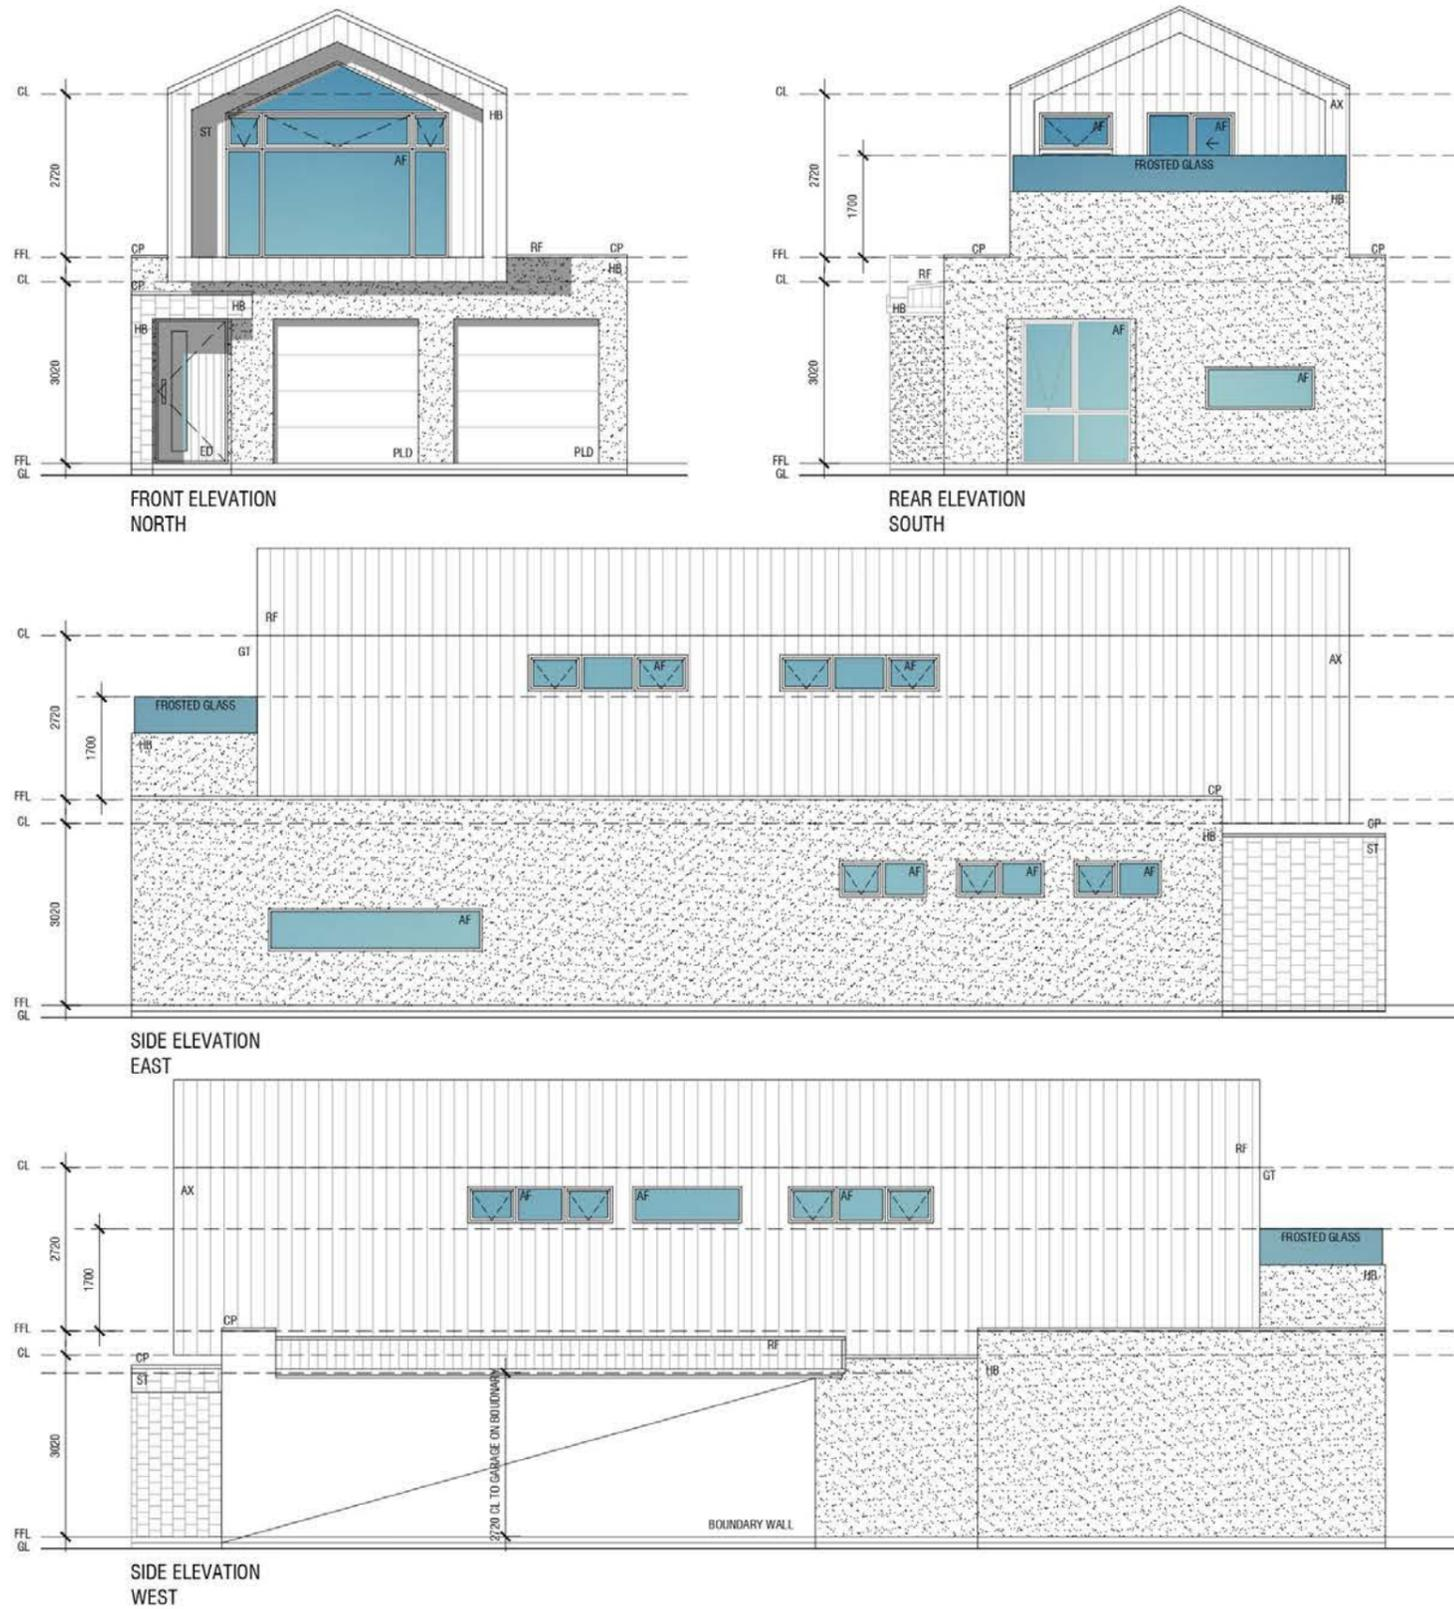 CL
ST
HB
AF
2720
FFL
CP
RF
CP
CL
HB
CP
HB
HB
3020
ED
PLD
PLD
FFL
GL
FRONT ELEVATION
NORTH
CL
AX
AF
AF
FROSTED GLASS
2720
1700
HB
FFL
CP
CP
CL
RF
HB
AF
3020
AF
FFL
GL
REAR ELEVATION
SOUTH
RF
CL
GT
AF
AF
AX
FROSTED GLASS
2720
HB
1700
FFL
CP
CL
CP
HB
ST
AF
AF
AF
3020
AF
FFL
GL
SIDE ELEVATION
EAST
RF
CL
GT
AX
AF
AF
AF
FROSTED GLASS
2720
HB
1700
CP
FFL
RF
CL
CP
HB
ST
2720 CL TO GARAGE ON BOUDNARY
3020
BOUNDARY WALL
FFL
GL
SIDE ELEVATION
WEST